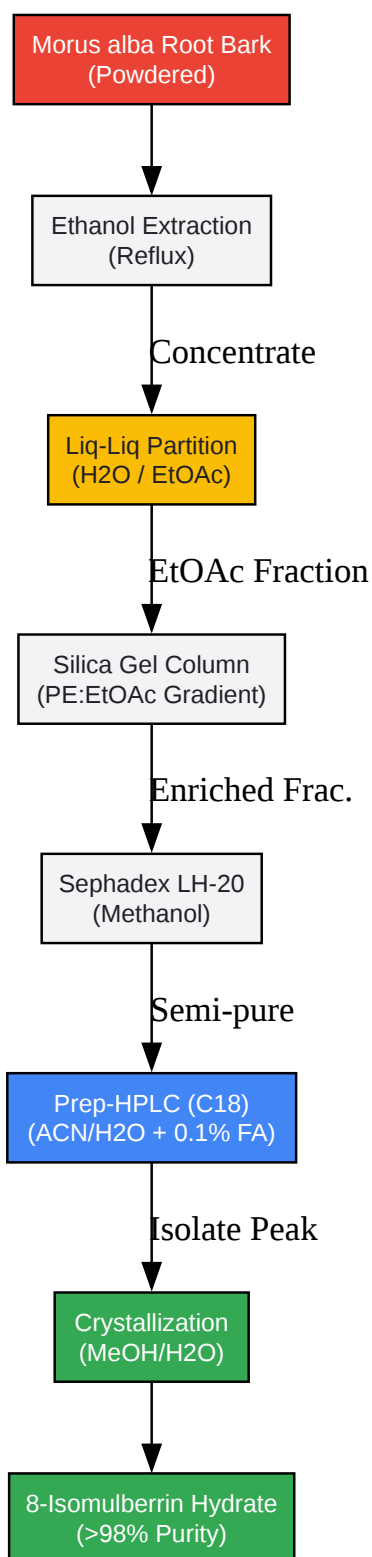 Morus alba Root Bark
(Powdered)
Ethanol Extraction
(Reflux)
Concentrate
Liq-Liq Partition
(H2O / EtOAc)
EtOAc Fraction
Silica Gel Column
(PE:EtOAc Gradient)
Enriched Frac.
Sephadex LH-20
(Methanol)
Semi-pure
Prep-HPLC (C18)
(ACN/H2O + 0.1% FA)
Isolate Peak
Crystallization
(MeOH/H2O)
8-Isomulberrin Hydrate
(>98% Purity)